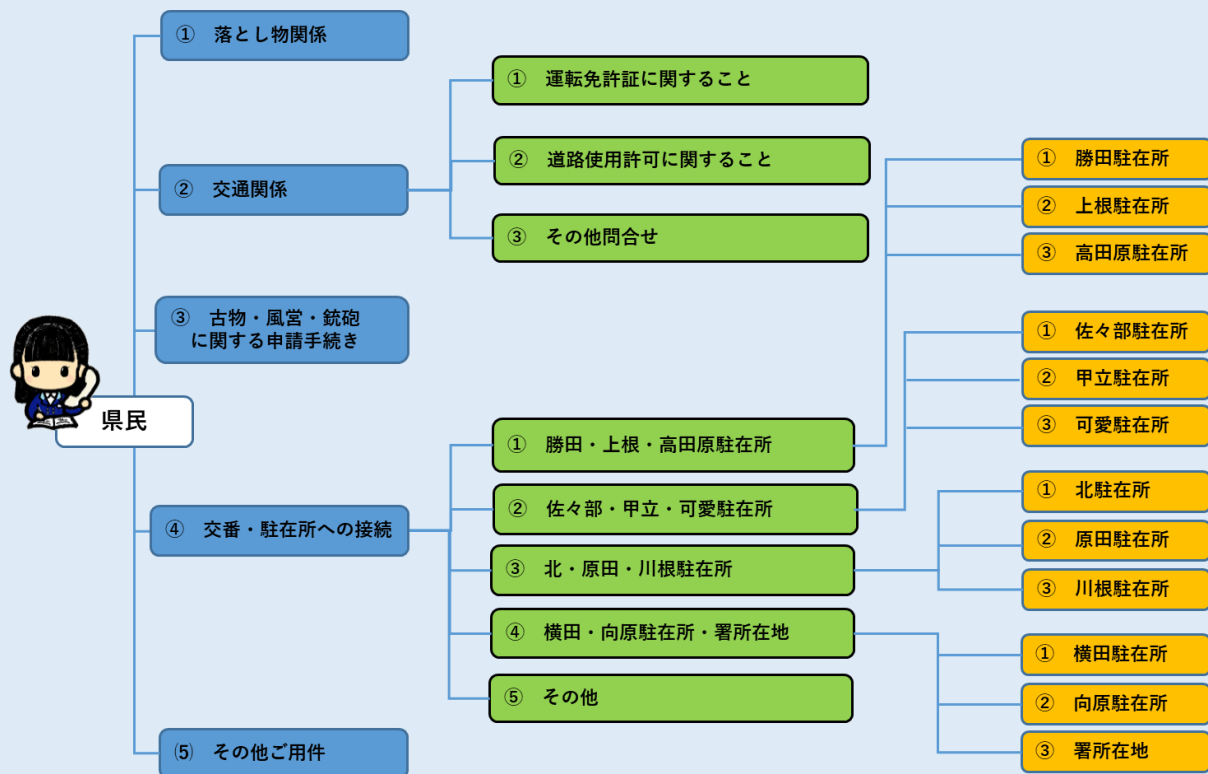 県民
① 落とし物関係
② 交通関係
③ 古物・風営・銃砲
に関する申請手続き
④ 交番・駐在所への接続
⑸ その他ご用件
① 運転免許証に関すること
② 道路使用許可に関すること
③ その他問合せ
① 勝田・上根・高田原駐在所
② 佐々部・甲立・可愛駐在所
③ 北・原田・川根駐在所
④ 横田・向原駐在所・署所在地
⑤ その他
① 勝田駐在所
② 上根駐在所
③ 高田原駐在所
① 佐々部駐在所
② 甲立駐在所
③ 可愛駐在所
① 北駐在所
② 原田駐在所
③ 川根駐在所
① 横田駐在所
② 向原駐在所
③ 署所在地